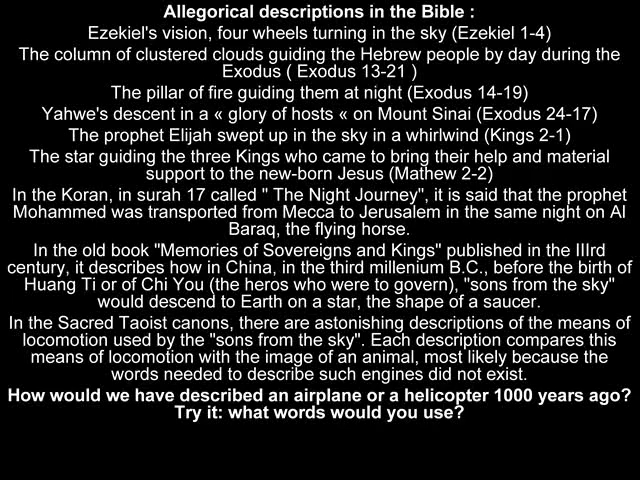 Allegorical descriptions in the Bible :
Ezekiel's vision, four wheels turning in the sky (Ezekiel 1-4)
The column of clustered clouds guiding the Hebrew people by day during the
Exodus ( Exodus 13-21 )
The pillar of fire guiding them at night (Exodus 14-19)
Yahwe's descent in a « glory of hosts « on Mount Sinai (Exodus 24-17)
The prophet Elijah swept up in the sky in a whirlwind (Kings 2-1)
The star guiding the three Kings who came to bring their help and material
support to the new-born Jesus (Mathew 2-2)
In the Koran, in surah 17 called " The Night Journey", it is said that the prophet
Mohammed was transported from Mecca to Jerusalem in the same night on Al
Baraq, the flying horse.
In the old book "Memories of Sovereigns and Kings" published in the IIIrd
century, it describes how in China, in the third millenium B.C., before the birth of
Huang Ti or of Chi You (the heros who were to govern), "sons from the sky"
would descend to Earth on a star, the shape of a saucer.
In the Sacred Taoist canons, there are astonishing descriptions of the means of
locomotion used by the "sons from the sky". Each description compares this
means of locomotion with the image of an animal, most likely because the
words needed to describe such engines did not exist.
How would we have described an airplane or a helicopter 1000 years ago?
Try it: what words would you use?